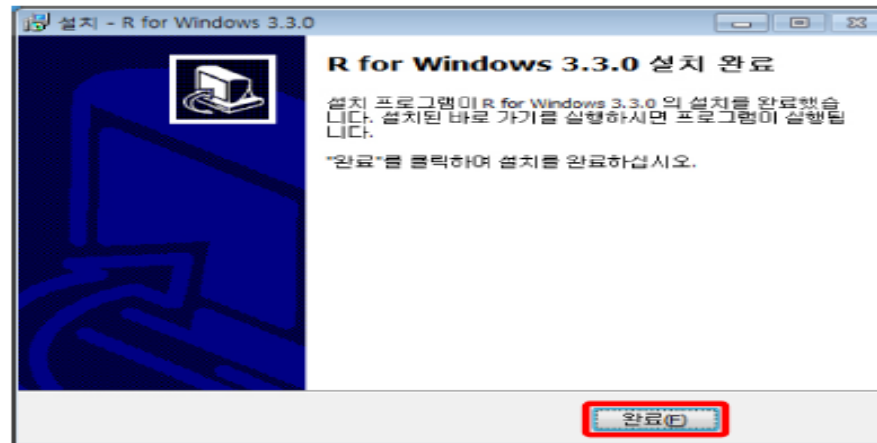 설치 - R for Windows 3.3.0
R for Windows 3.3.0 설치 완료
설치 프로그램이 R for Windows 3.3.0 의 설치를 완료했습
니다. 설치된 바로 가기를 실행하시면 프로그램이 실행됩
니다.
"완료"를 클릭하여 설치를 완료하십시오.
완료(F)